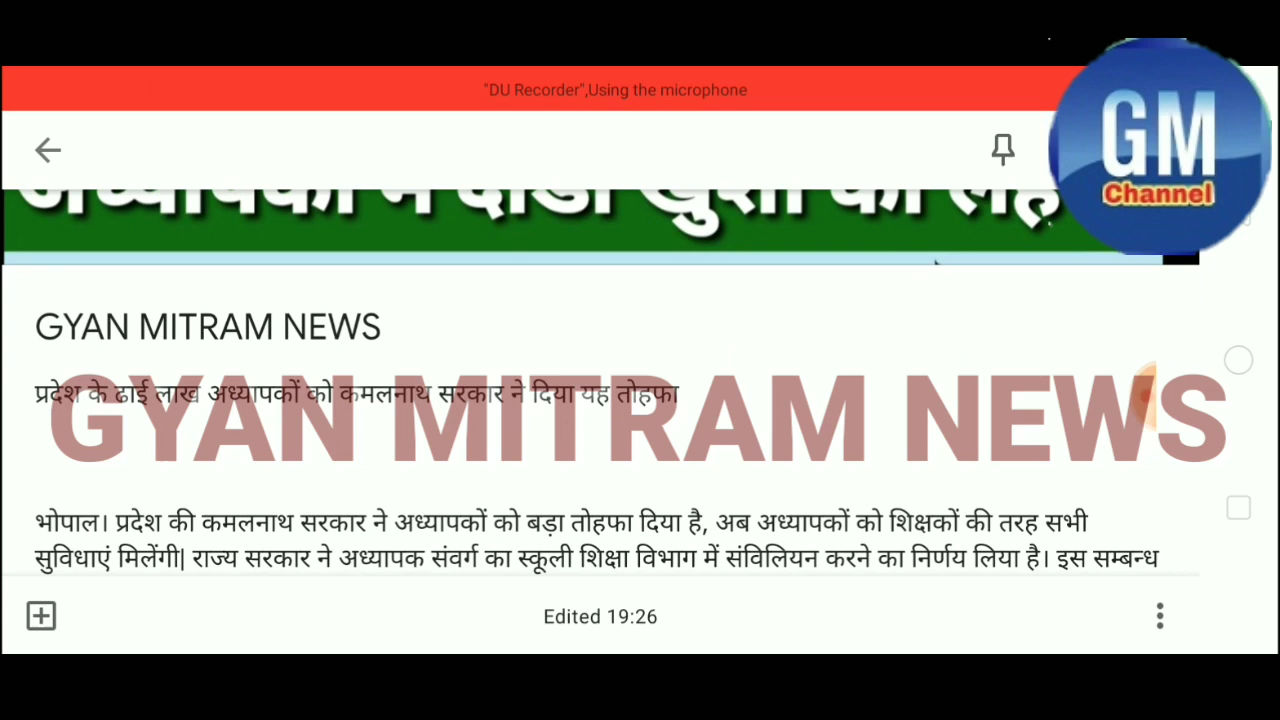 "DU Recorder",Using the microphone
GM
Channel
GYAN MITRAM NEWS
प्रदेश के ढाई लाख अध्यापकों को कमलनाथ सरकार ने दिया यह तोहफा
GYAN MITRAM NEWS
भोपाल। प्रदेश की कमलनाथ सरकार ने अध्यापकों को बड़ा तोहफा दिया है, अब अध्यापकों को शिक्षकों की तरह सभी
सुविधाएं मिलेंगी| राज्य सरकार ने अध्यापक संवर्ग का स्कूली शिक्षा विभाग में संविलियन करने का निर्णय लिया है। इस सम्बन्ध
Edited 19:26